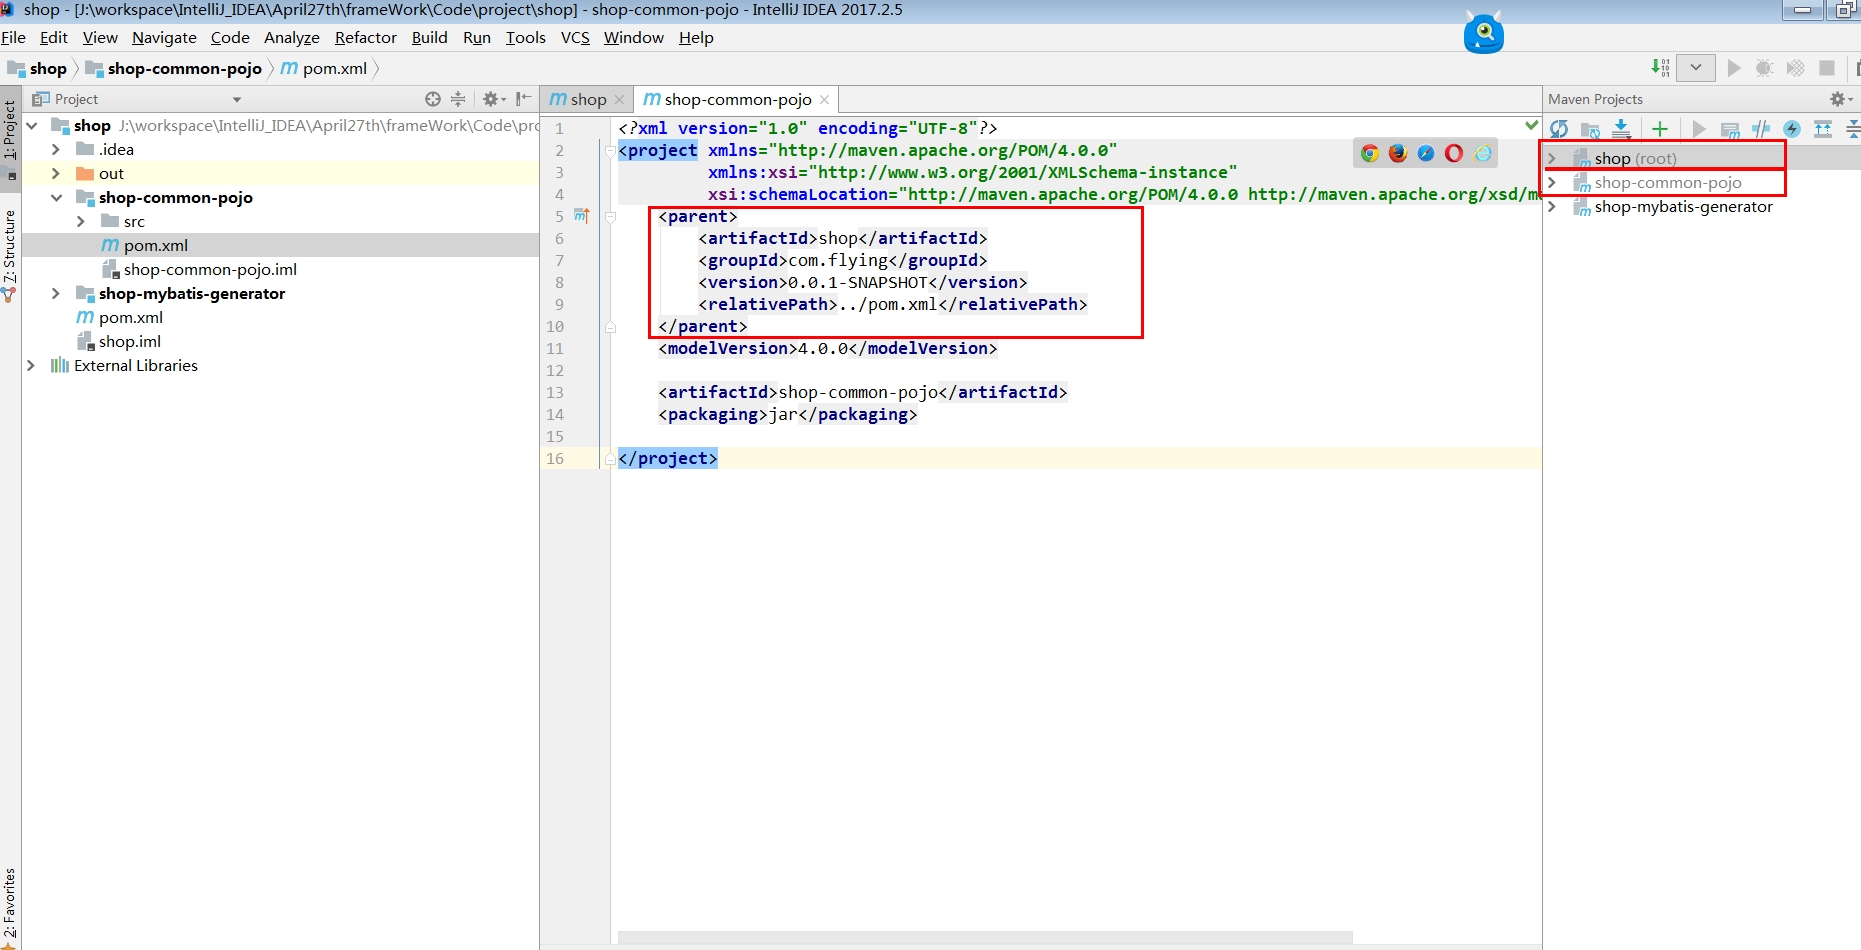 shop - [J:\workspace\IntelliJ_IDEA\April27th\frameWork\Code\project\shop] - shop-common-pojo - IntelliJ IDEA 2017.2.5
File Edit View Navigate Code Analyze Refactor Build Run Tools VCS Window Help
shop shop-common-pojo pom.xml
Project
shop shop-common-pojo
Maven Projects
1: Project
7: Structure
2: Favorites
shop J:\workspace\IntelliJ_IDEA\April27th\frameWork\Code\pro
.idea
out
shop-common-pojo
src
pom.xml
shop-common-pojo.iml
shop-mybatis-generator
pom.xml
shop.iml
External Libraries
1 <?xml version="1.0" encoding="UTF-8"?>
2 <project xmlns="http://maven.apache.org/POM/4.0.0"
3 xmlns:xsi="http://www.w3.org/2001/XMLSchema-instance"
4 xsi:schemaLocation="http://maven.apache.org/POM/4.0.0 http://maven.apache.org/xsd/m
5 <parent>
6 <artifactId>shop</artifactId>
7 <groupId>com.flying</groupId>
8 <version>0.0.1-SNAPSHOT</version>
9 <relativePath>../pom.xml</relativePath>
10 </parent>
11 <modelVersion>4.0.0</modelVersion>
12
13 <artifactId>shop-common-pojo</artifactId>
14 <packaging>jar</packaging>
15
16 </project>
shop (root)
shop-common-pojo
shop-mybatis-generator